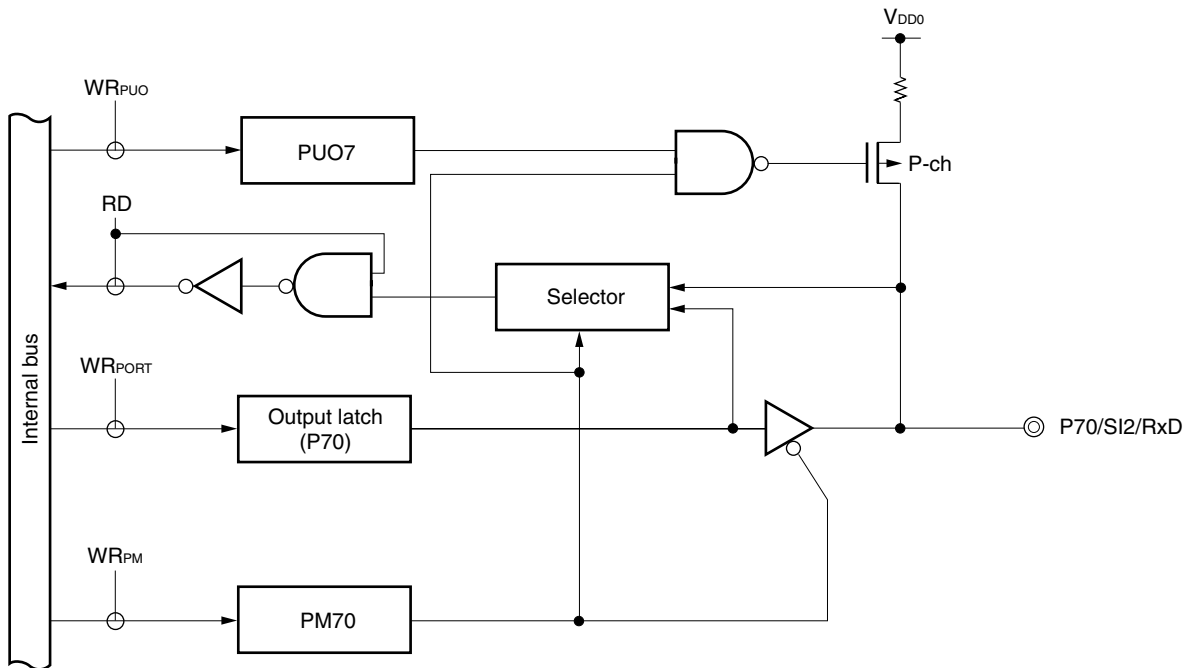 VDD0
WRPUO
PUO7
P-ch
RD
Selector
Internal bus
WRPORT
Output latch
(P70)
P70/SI2/RxD
WRPM
PM70